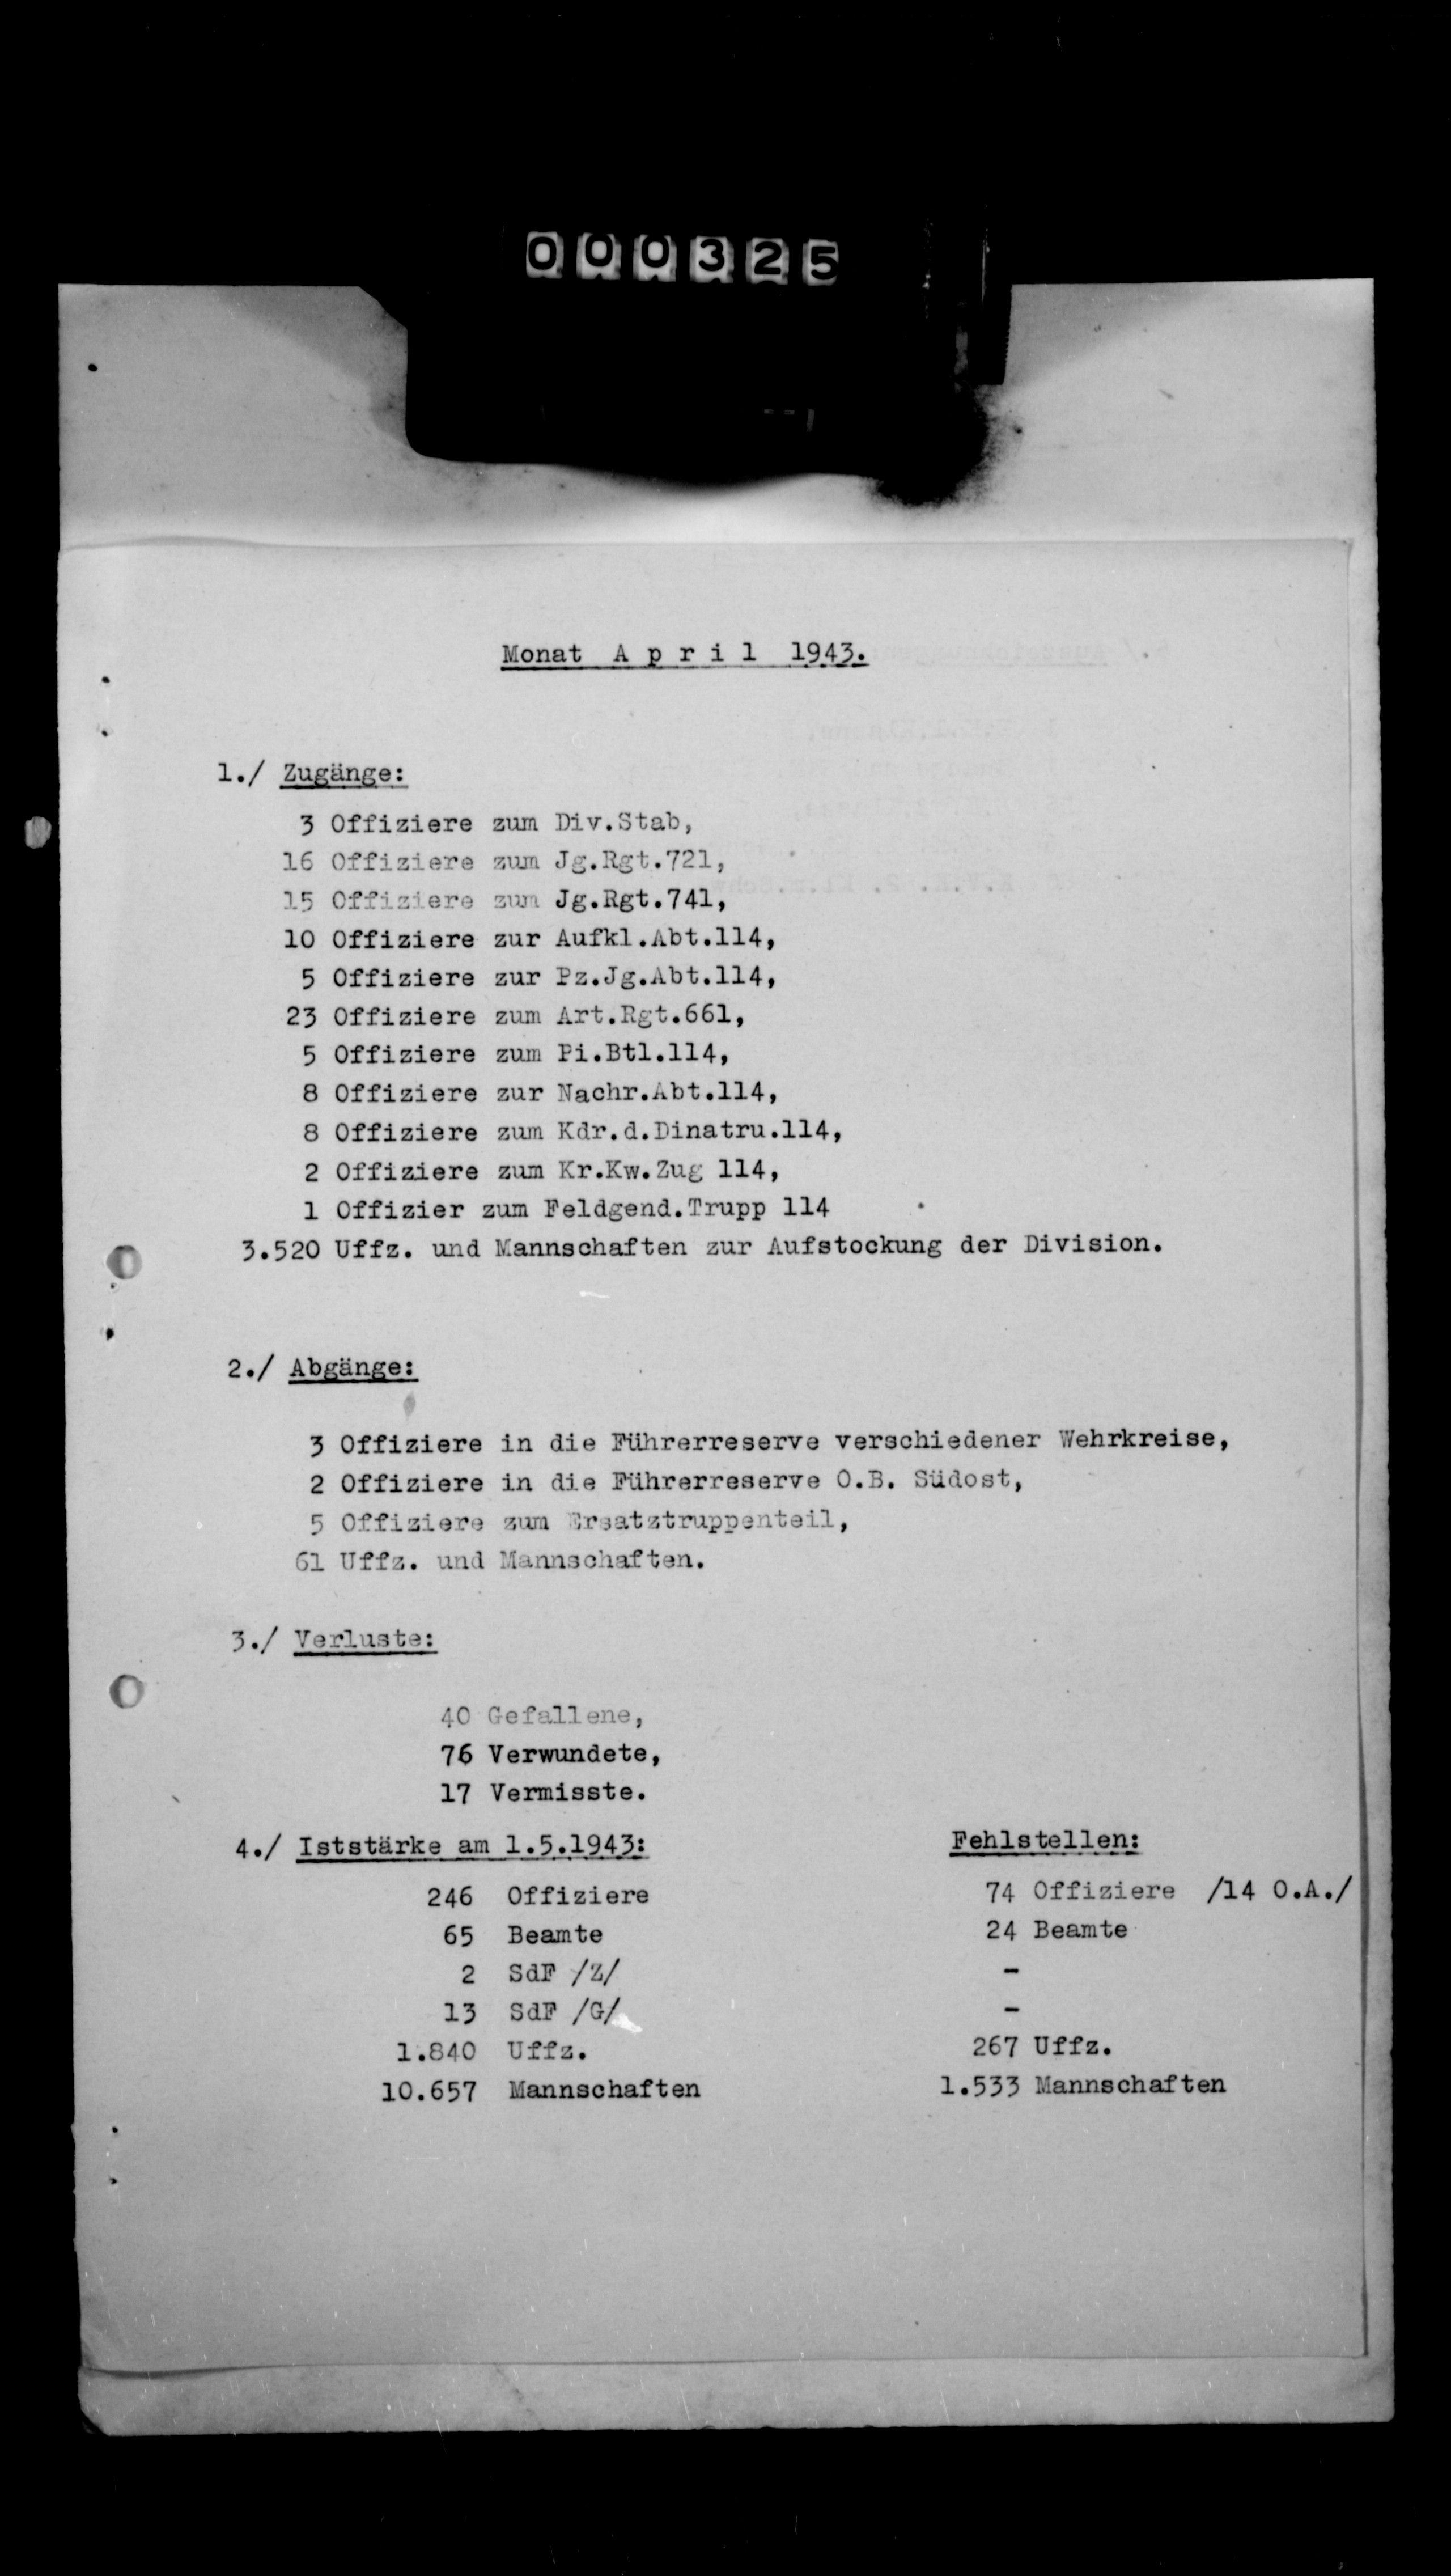 000325
Monat April 1943.
1./ Zugänge:
3 Offiziere zum Div.Stab,
16 Offiziere zum Jg.Rgt.721,
15 Offiziere zum Jg.Rgt.741,
10 Offiziere zur Aufkl.Abt.114,
5 Offiziere zur Pz.Jg.Abt.114,
23 Offiziere zum Art.Rgt.661,
5 Offiziere zum Pi.Btl.114,
8 Offiziere zur Nachr.Abt.114,
8 Offiziere zum Kdr.d.Dinatru.114,
2 Offiziere zum Kr.Kw.Zug 114,
1 Offizier zum Feldgend.Trupp 114
3.520 Uffz. und Mannschaften zur Aufstockung der Division.
2./ Abgänge:
3 Offiziere in die Führerreserve verschiedener Wehrkreise,
2 Offiziere in die Führerreserve O.B. Südost,
5 Offiziere zum Ersatztruppenteil,
61 Uffz. und Mannschaften.
3./ Verluste:
40 Gefallene,
76 Verwundete,
17 Vermisste.
4./ Iststärke am 1.5.1943: Fehlstellen:
246 Offiziere 74 Offiziere /14 O.A./
65 Beamte 24 Beamte
2 SdF /Z/ -
13 SdF /G/ -
1.840 Uffz. 267 Uffz.
10.657 Mannschaften 1.533 Mannschaften